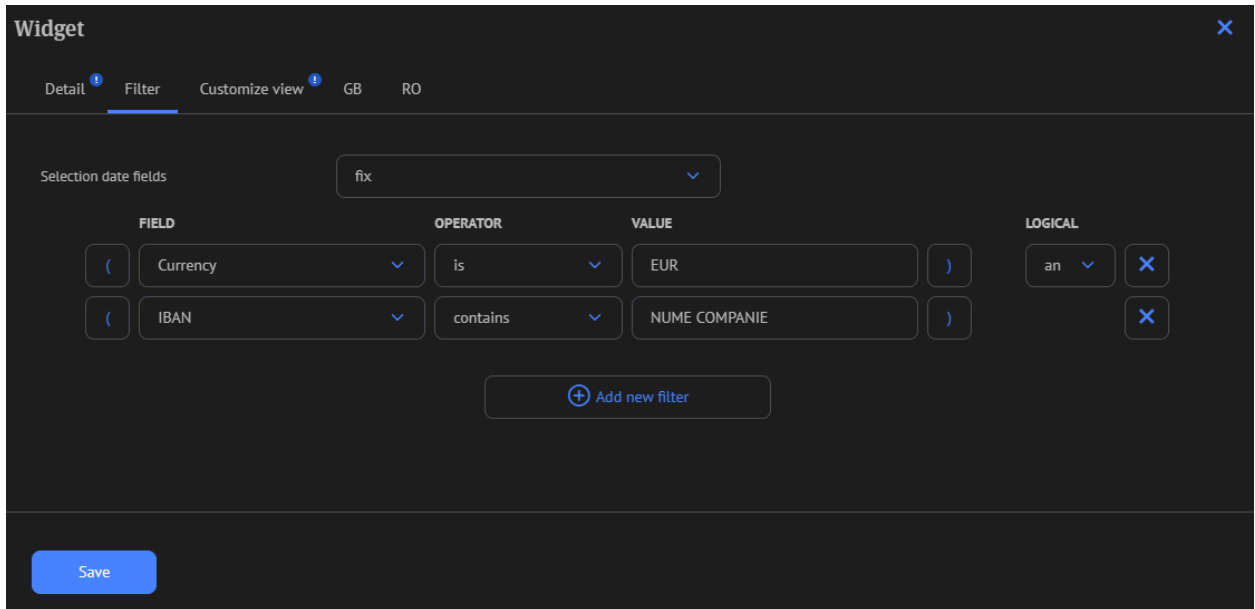 Widget
Detail Filter Customize view GB RO
Selection date fields fix
FIELD OPERATOR VALUE LOGICAL
( Currency is EUR ) an
( IBAN contains NUME COMPANIE )
Add new filter
Save